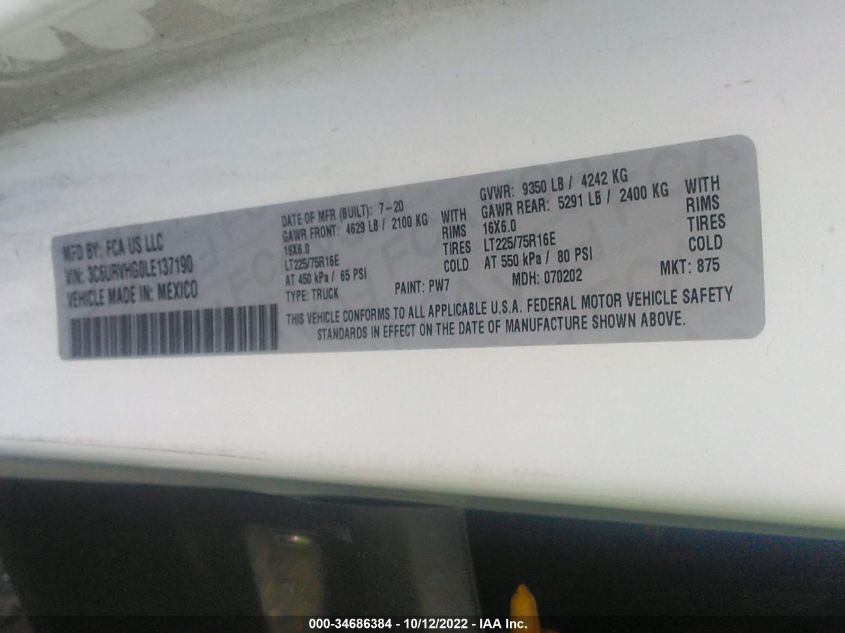 MFD BY: FCA US LLC
VIN: 3C6URVHG0LE137190
VEHICLE MADE IN: MEXICO
DATE OF MFR (BUILT): 7-20
GAWR FRONT: 4629 LB / 2100 KG WITH
16X6.0 RIMS
LT225/75R16E TIRES
AT 450 kPa / 65 PSI COLD
TYPE: TRUCK PAINT: PW7
GVWR: 9350 LB / 4242 KG
GAWR REAR: 5291 LB / 2400 KG WITH
16X6.0 RIMS
LT225/75R16E TIRES
AT 550 kPa / 80 PSI COLD
MDH: 070202 MKT: 875
THIS VEHICLE CONFORMS TO ALL APPLICABLE U.S.A. FEDERAL MOTOR VEHICLE SAFETY
STANDARDS IN EFFECT ON THE DATE OF MANUFACTURE SHOWN ABOVE.
000-34686384 - 10/12/2022 - IAA Inc.